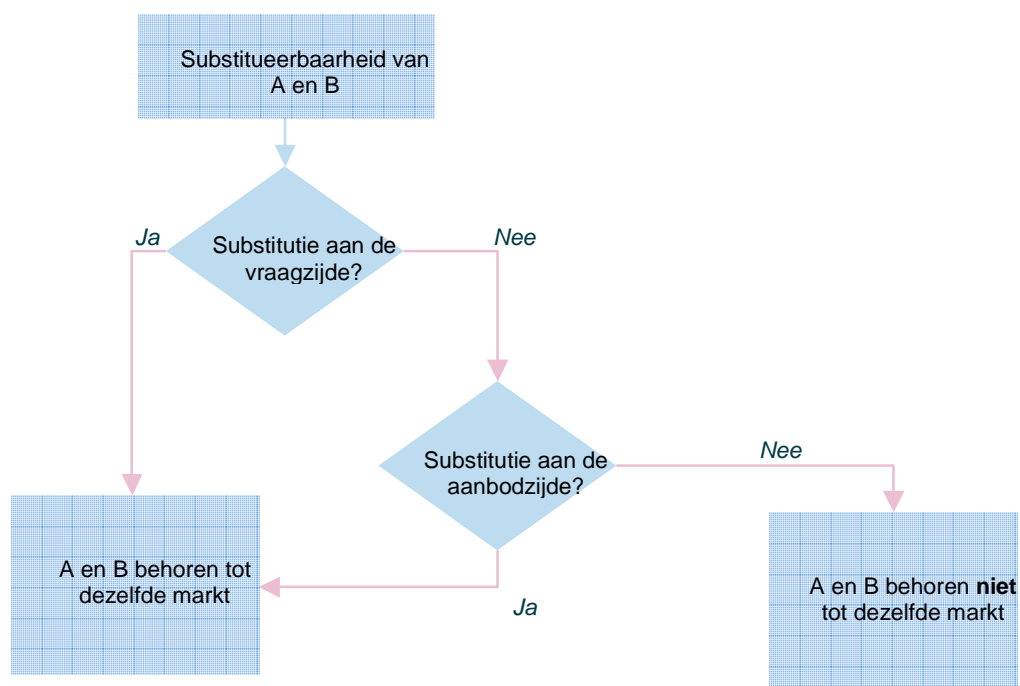 Substitueerbaarheid van
A en B
Ja
Nee
Substitutie aan de
vraagzijde?
Nee
Substitutie aan de
aanbodzijde?
A en B behoren tot
dezelfde markt
A en B behoren niet
tot dezelfde markt
Ja